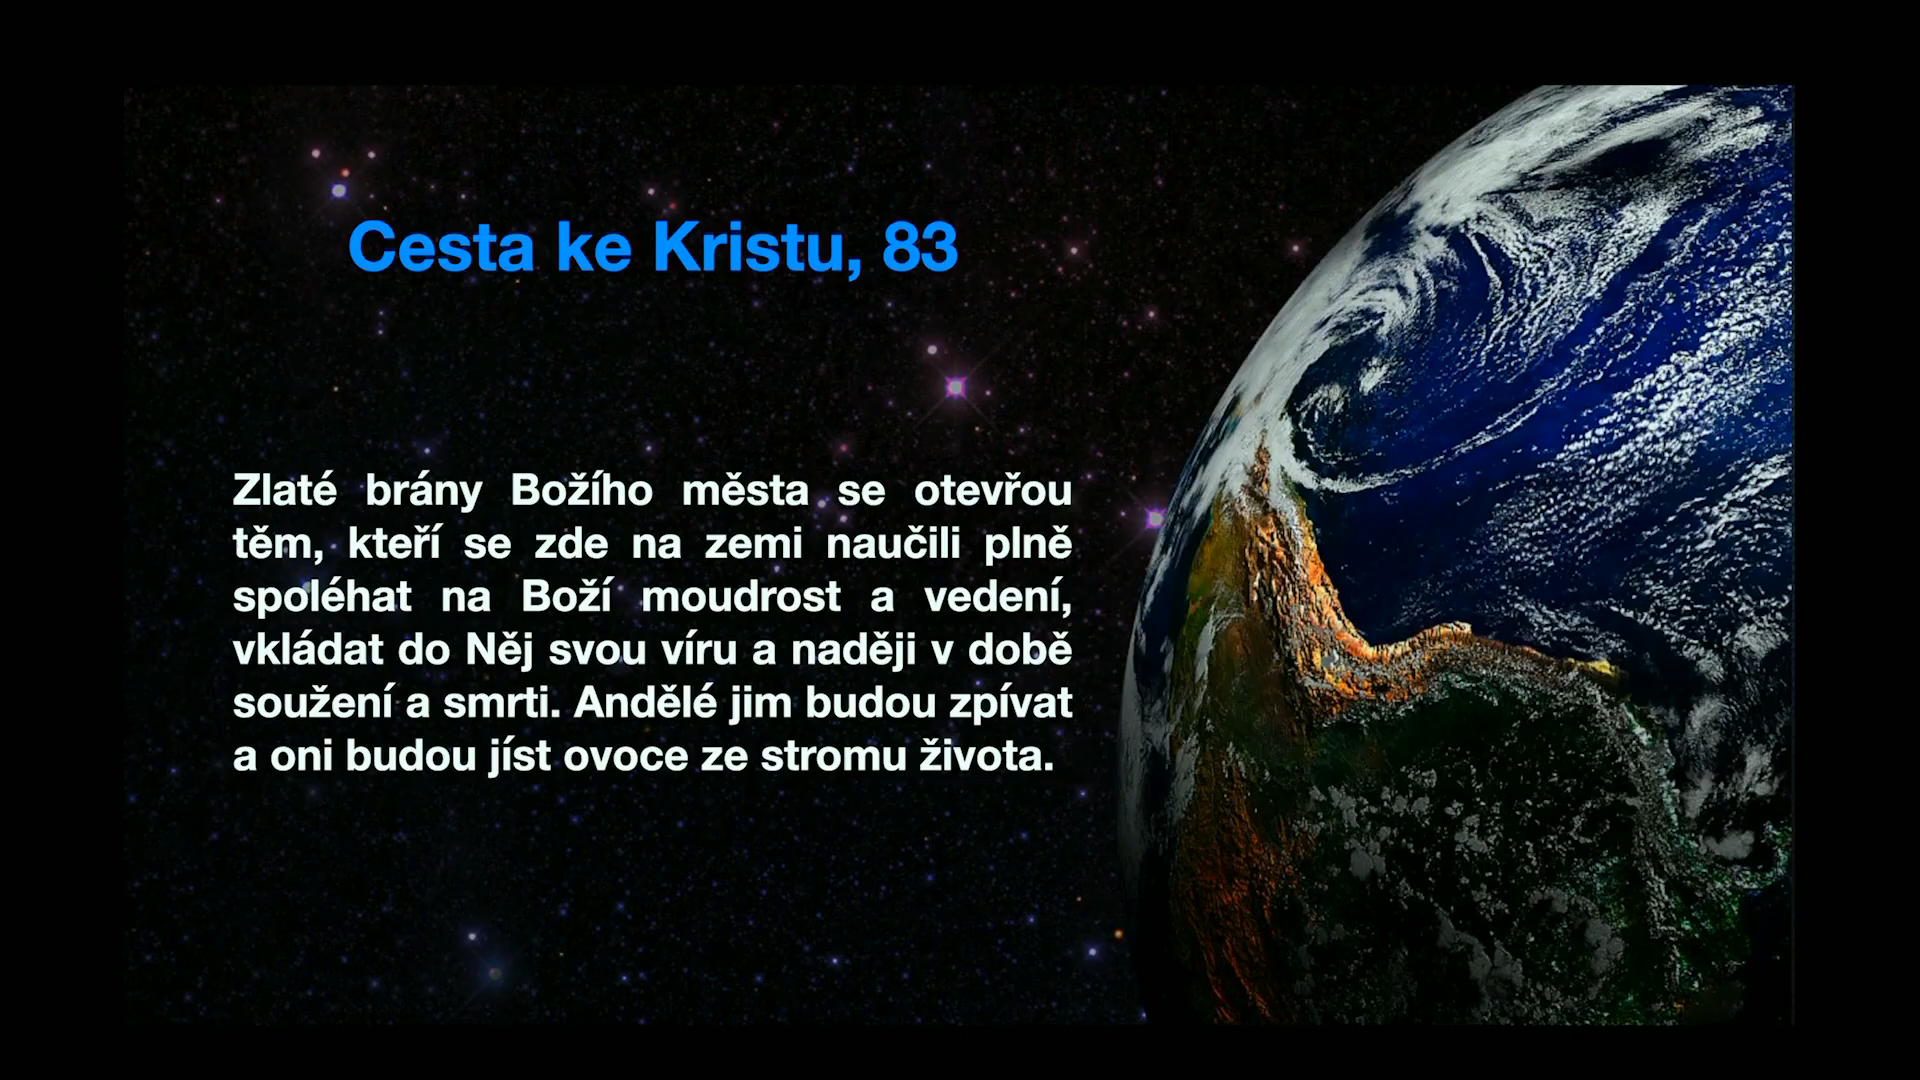 Cesta ke Kristu, 83
Zlaté brány Božího města se otevřou
těm, kteří se zde na zemi naučili plně
spoléhat na Boží moudrost a vedení,
vkládat do Něj svou víru a naději v době
soužení a smrti. Andělé jim budou zpívat
a oni budou jíst ovoce ze stromu života.